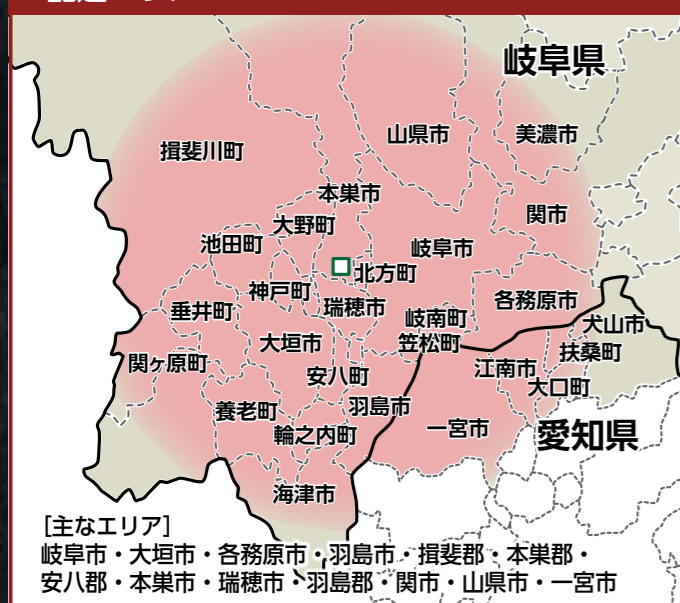 岐阜県
山県市
美濃市
揖斐川町
本巣市
関市
大野町
池田町
岐阜市
北方町
神戸町
各務原市
垂井町
瑞穂市
岐南町
犬山市
大垣市
笠松町
扶桑町
関ヶ原町
江南市
安八町
大口町
養老町
羽島市
一宮市
愛知県
輪之内町
海津市
[主なエリア]
岐阜市・大垣市・各務原市・羽島市・揖斐郡・本巣郡・
安八郡・本巣市・瑞穂市・羽島郡・関市・山県市・一宮市